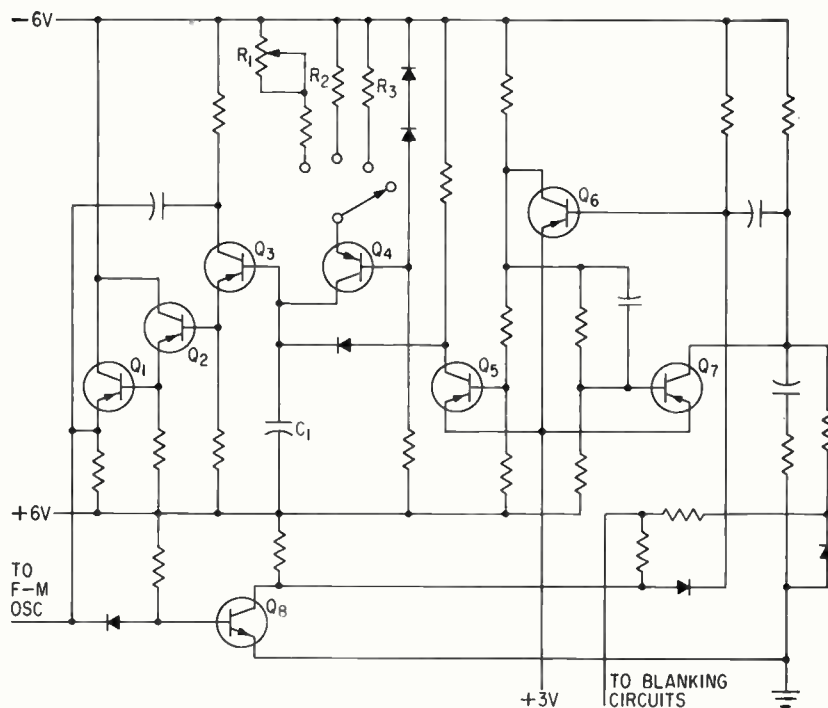 −6V
R1
R2
R3
Q6
Q3
Q4
Q2
Q1
Q5
Q7
C1
+6V
TO
F-M
OSC
Q8
+3V
TO BLANKING
CIRCUITS